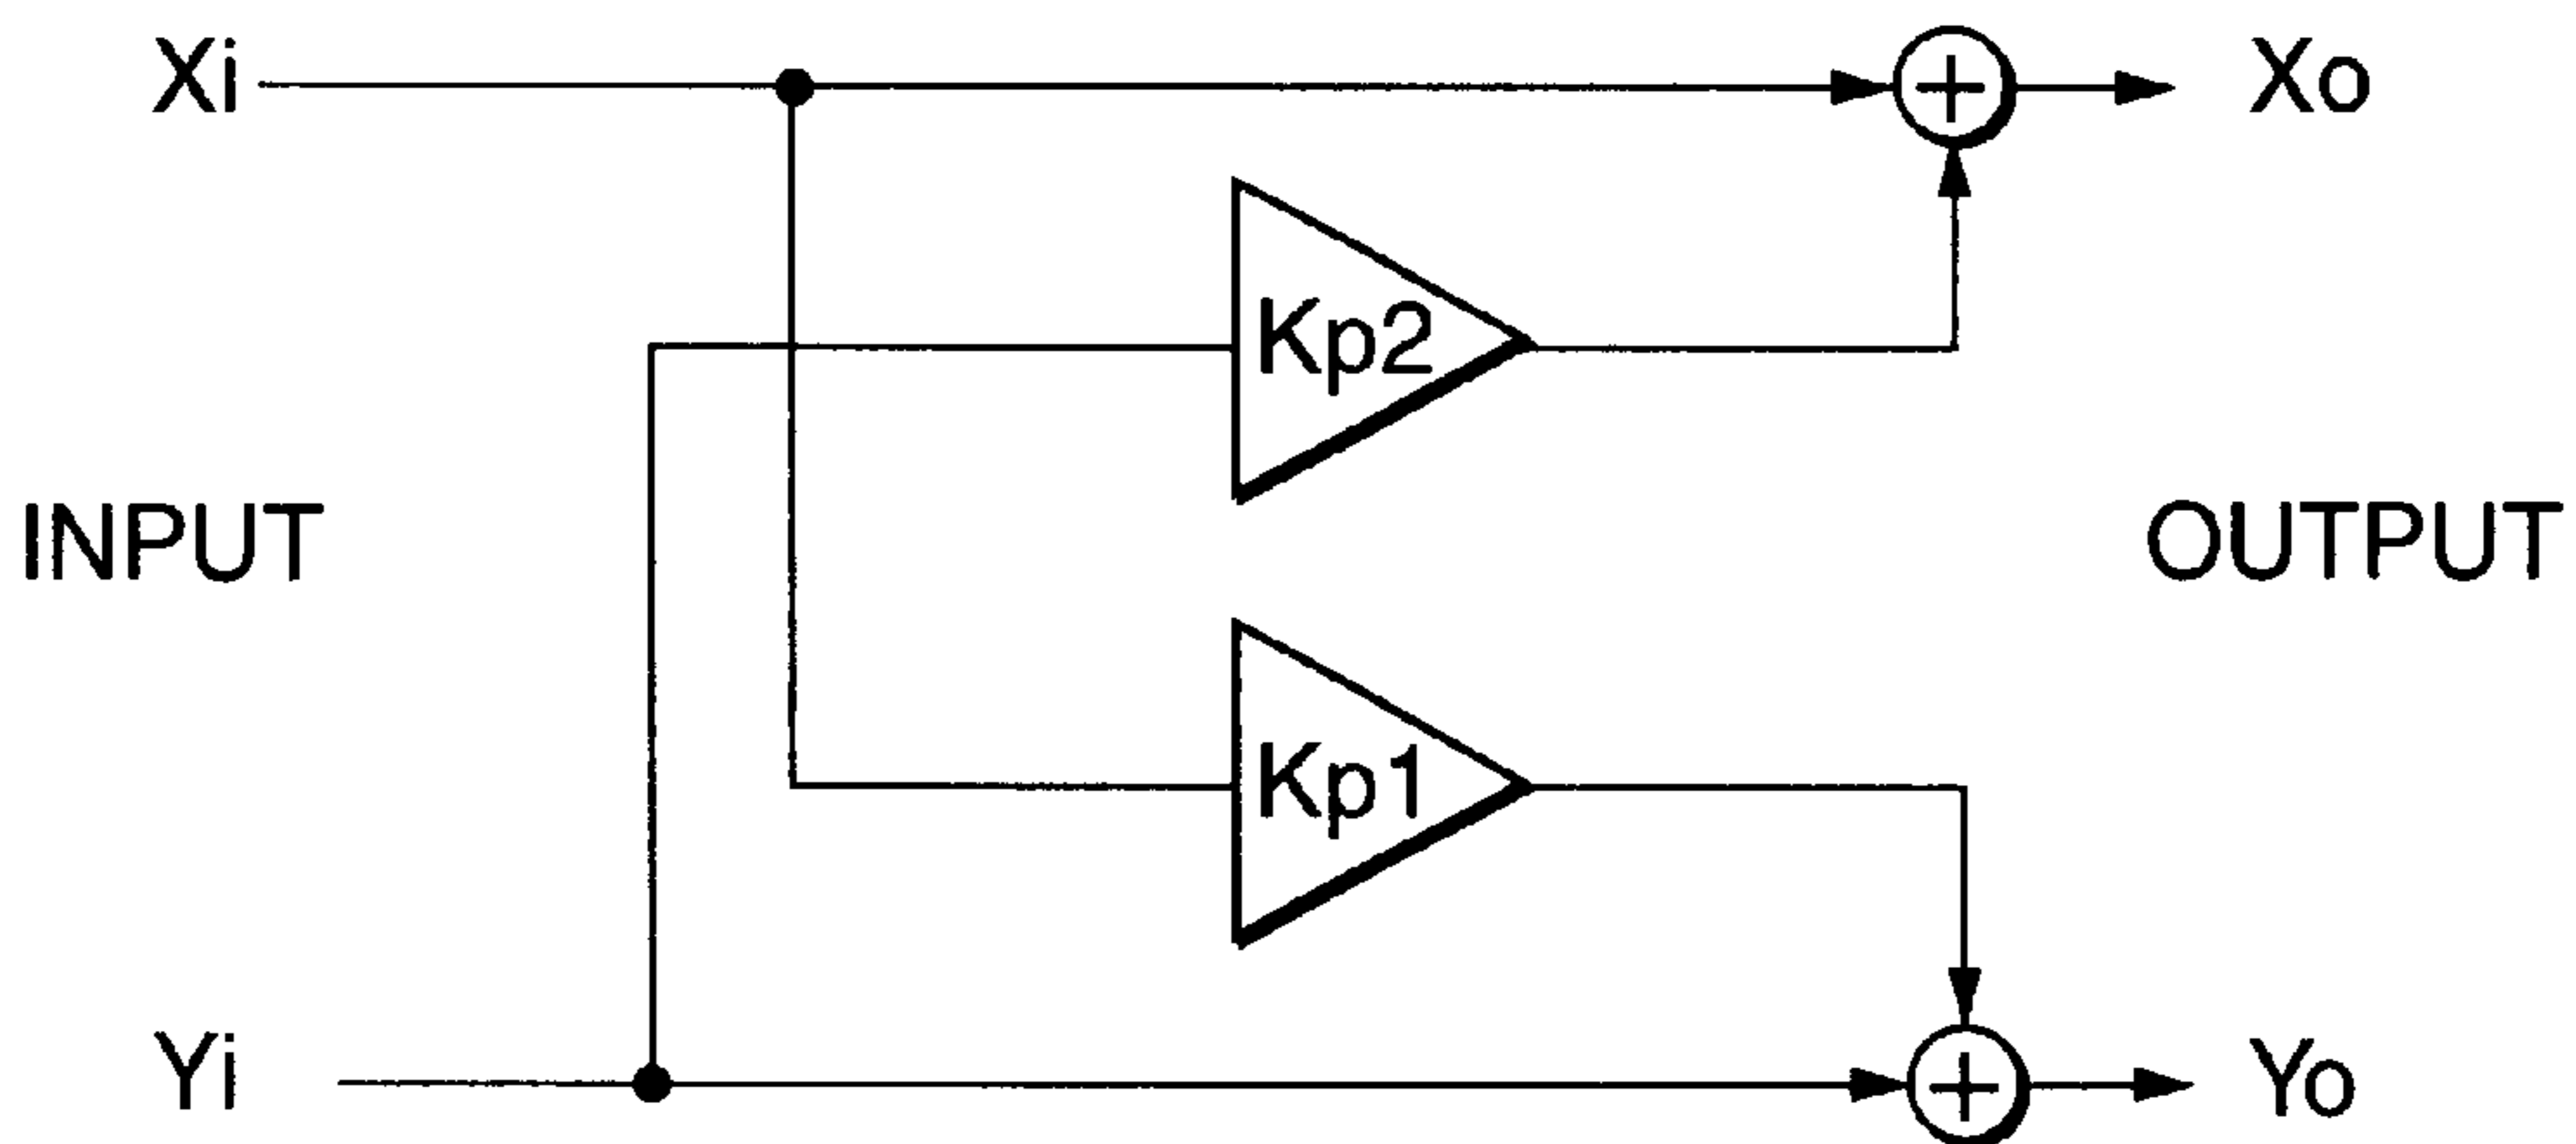 Xi
+
Xo
Kp2
INPUT
OUTPUT
Kp1
Yi
+
Yo